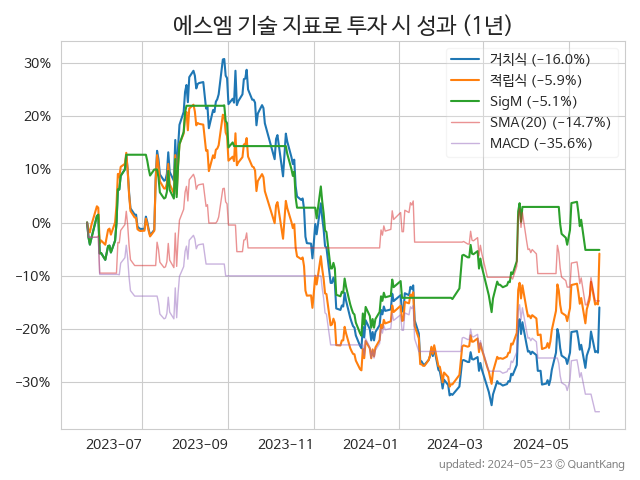 에스엠 기술 지표로 투자 시 성과 (1년)
거치식 (−16.0%)
적립식 (−5.9%)
SigM (−5.1%)
SMA(20) (−14.7%)
MACD (−35.6%)
30%
20%
10%
0%
−10%
−20%
−30%
2023-07 2023-09 2023-11 2024-01 2024-03 2024-05
updated: 2024-05-23 © QuantKang